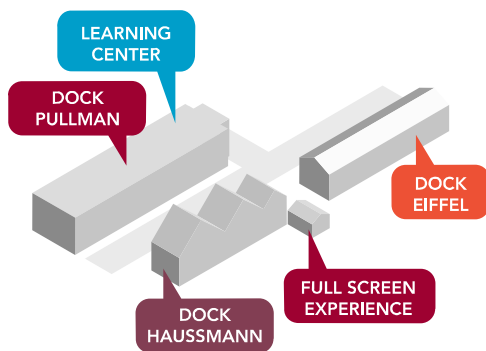 LEARNING
CENTER
DOCK
PULLMAN
DOCK
EIFFEL
FULL SCREEN
EXPERIENCE
DOCK
HAUSSMANN